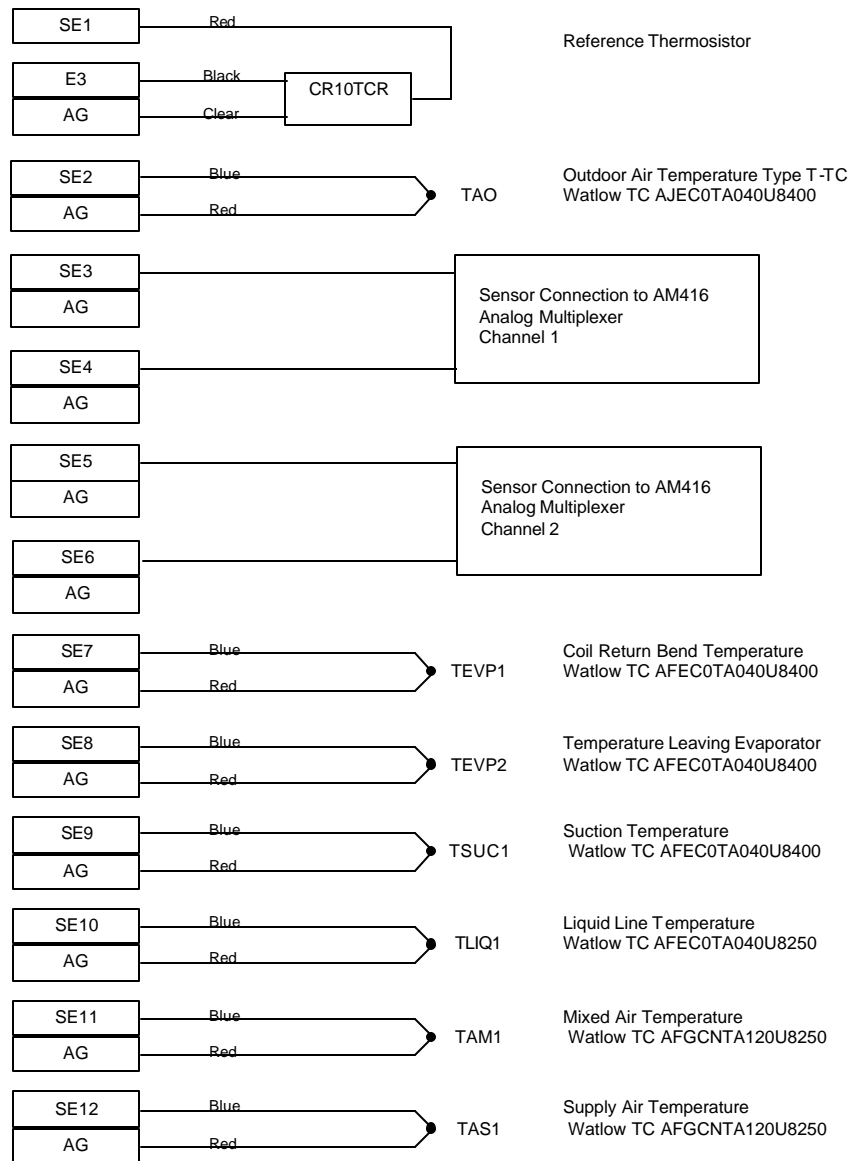 SE1 Red
Reference Thermosistor
E3 Black
CR10TCR
AG Clear
SE2 Blue
Outdoor Air Temperature Type T-TC
TAO Watlow TC AJEC0TA040U8400
AG Red
SE3
AG
Sensor Connection to AM416
Analog Multiplexer
Channel 1
SE4
AG
SE5
AG
Sensor Connection to AM416
Analog Multiplexer
Channel 2
SE6
AG
SE7 Blue
Coil Return Bend Temperature
TEVP1 Watlow TC AFEC0TA040U8400
AG Red
SE8 Blue
Temperature Leaving Evaporator
TEVP2 Watlow TC AFEC0TA040U8400
AG Red
SE9 Blue
Suction Temperature
TSUC1 Watlow TC AFEC0TA040U8400
AG Red
SE10 Blue
Liquid Line Temperature
TLIQ1 Watlow TC AFEC0TA040U8250
AG Red
SE11 Blue
Mixed Air Temperature
TAM1 Watlow TC AFGCNTA120U8250
AG Red
SE12 Blue
Supply Air Temperature
TAS1 Watlow TC AFGCNTA120U8250
AG Red